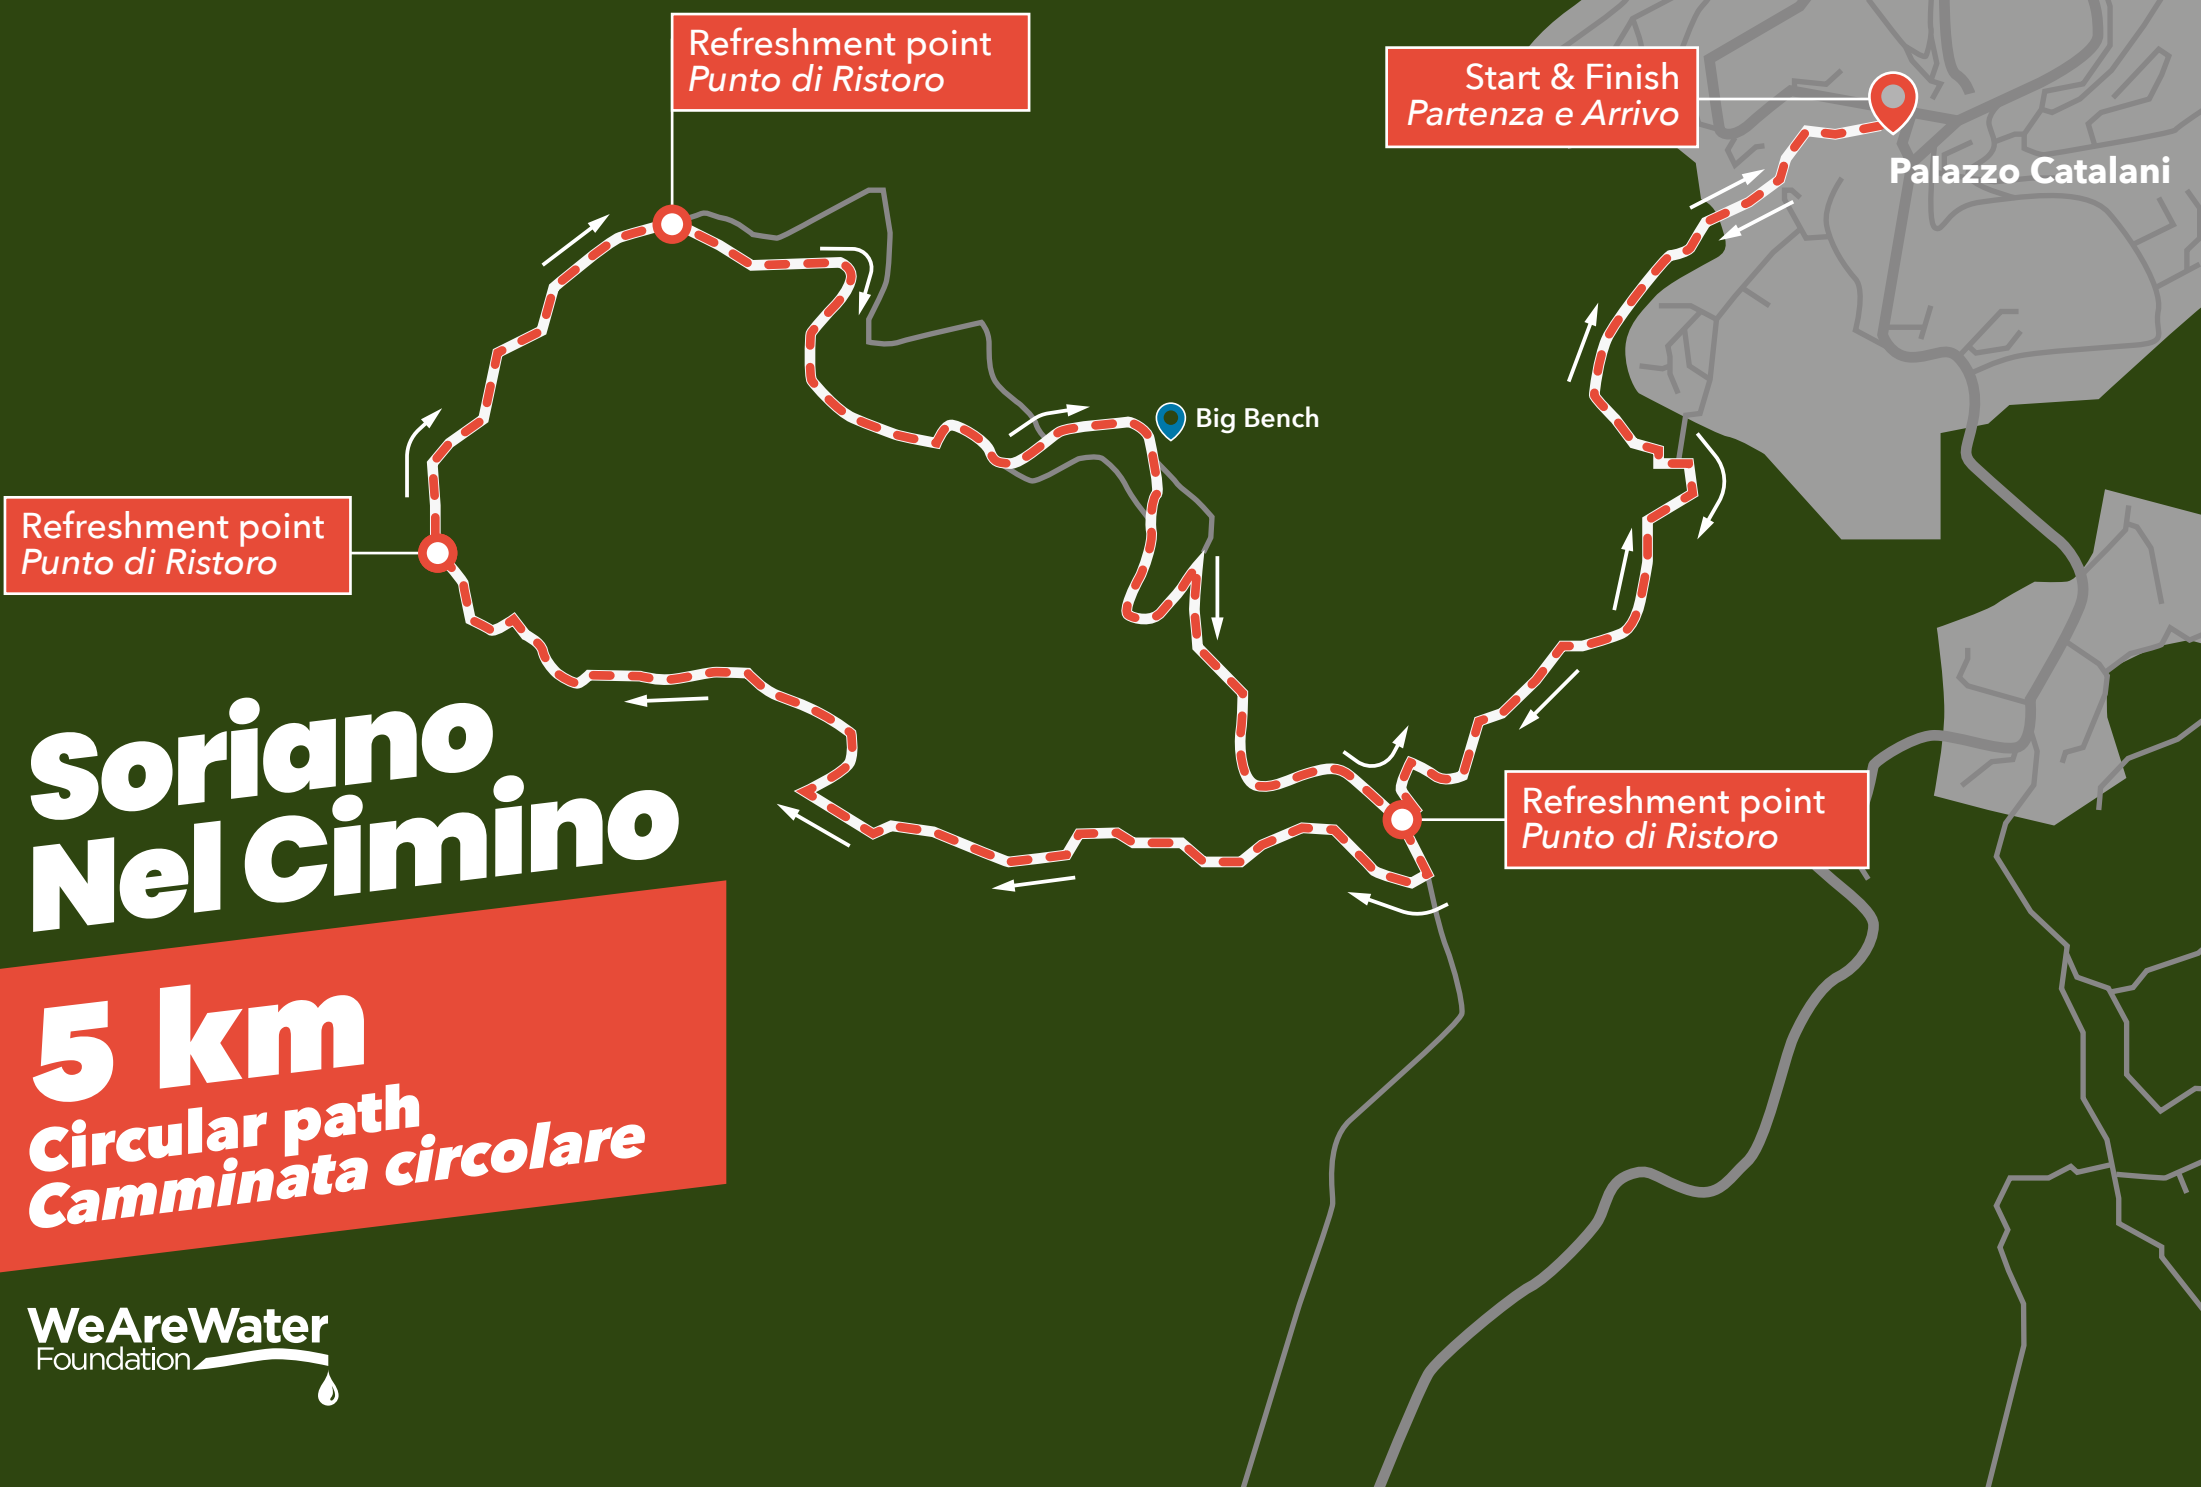 Refreshment point
Punto di Ristoro
Start & Finish
Partenza e Arrivo
Palazzo Catalani
Big Bench
Refreshment point
Punto di Ristoro
Refreshment point
Punto di Ristoro
Soriano
Nel Cimino
5 km
Circular path
Camminata circolare
WeAreWater
Foundation